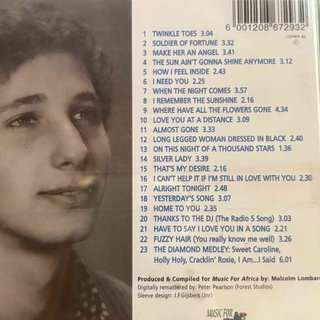 6 001208 672932
1 TWINKLE TOES 3.04
2 SOLDIER OF FORTUNE 3.32
3 MAKE HER AN ANGEL 2.41
4 THE SUN AIN'T GONNA SHINE ANYMORE 3.12
5 HOW I FEEL INSIDE 2.43
6 I NEED YOU 2.25
7 WHEN THE NIGHT COMES 3.57
8 I REMEMBER THE SUNSHINE 2.16
9 WHERE HAVE ALL THE FLOWERS GONE 4.34
10 LOVE YOU AT A DISTANCE 3.00
11 ALMOST GONE 3.33
12 LONG LEGGED WOMAN DRESSED IN BLACK 2.40
13 ON THIS NIGHT OF A THOUSAND STARS 1.36
14 SILVER LADY 3.39
15 THAT'S MY DESIRE 2.16
16 I CAN'T HELP IF I'M STILL IN LOVE WITH YOU 2.30
17 ALRIGHT TONIGHT 2.48
18 YESTERDAY'S SONG 3.07
19 HOME TO YOU 2.35
20 THANKS TO THE DJ (The Radio 5 Song) 3.03
21 HAVE TO SAY I LOVE YOU IN A SONG 2.21
22 FUZZY HAIR (You really know me well) 3.26
23 THE DIAMOND MEDLEY: Sweet Caroline,
Holly Holy, Cracklin' Rosie, I Am...I Said 6.01
Produced & Compiled for Music For Africa by: Malcolm Lombar
Digitally remastered by: Peter Pearlson (Forest Studios)
Sleeve design: J.F.Gijsbers (Jnr)
MUSIC FOR